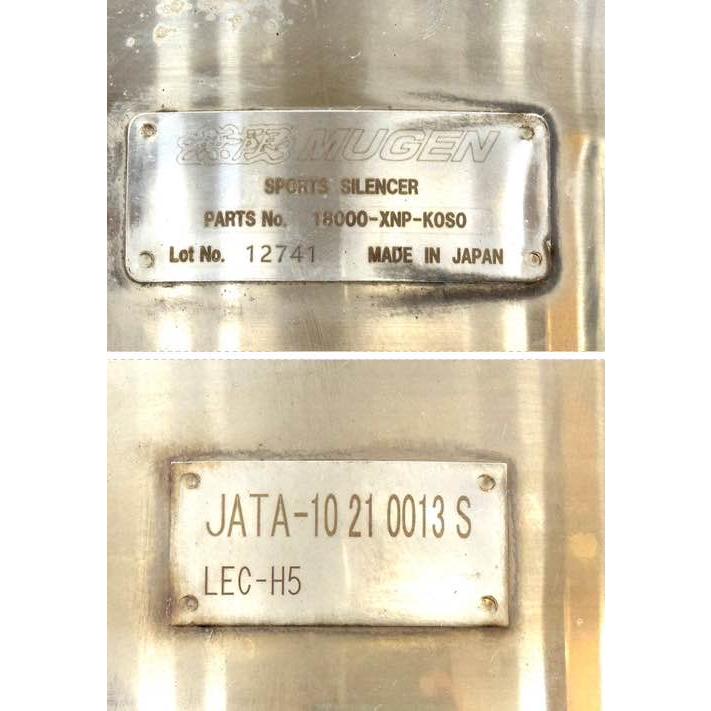 無限 MUGEN
SPORTS SILENCER
PARTS No. 18000-XNP-K0S0
Lot No. 12741 MADE IN JAPAN
JATA-10 21 0013 S
LEC-H5